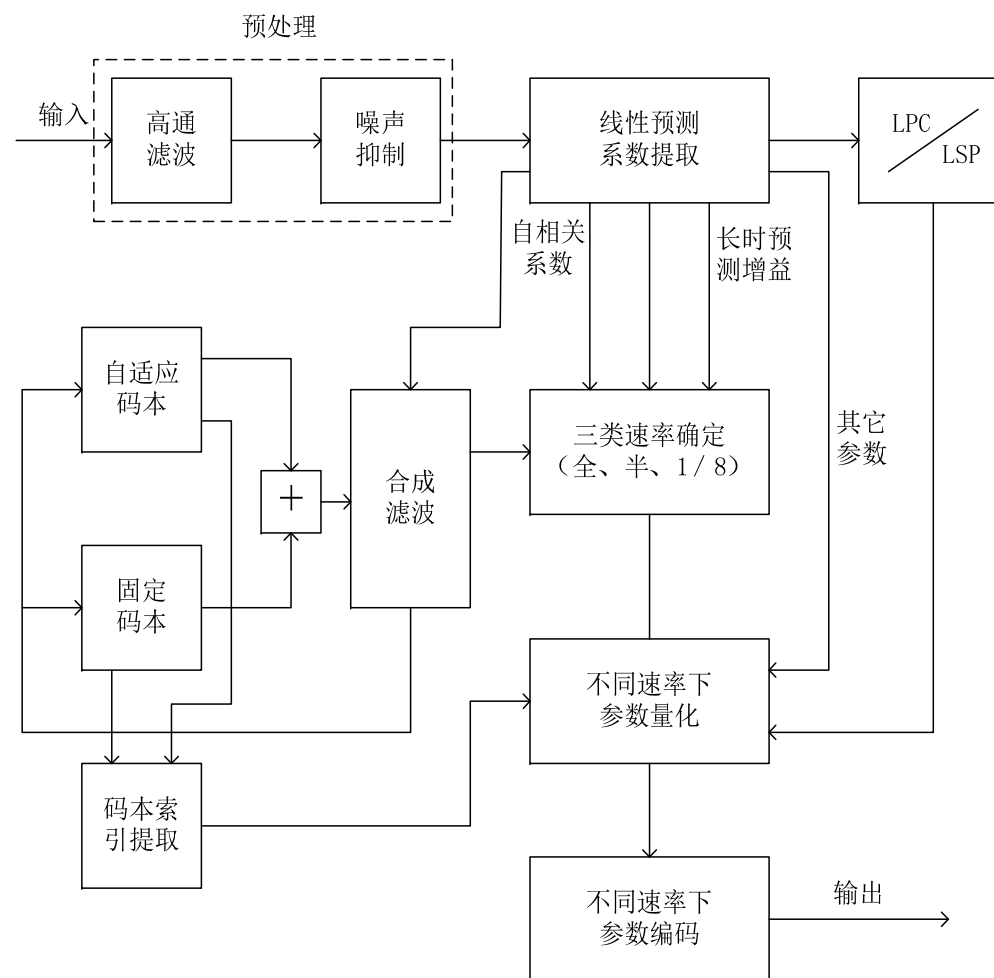 预处理
输入
高通
滤波
噪声
抑制
线性预测
系数提取
LPC
LSP
自相关
系数
长时预
测增益
自适应
码本
三类速率确定
（全、半、1/8）
其它
参数
合成
滤波
+
固定
码本
不同速率下
参数量化
码本索
引提取
不同速率下
参数编码
输出